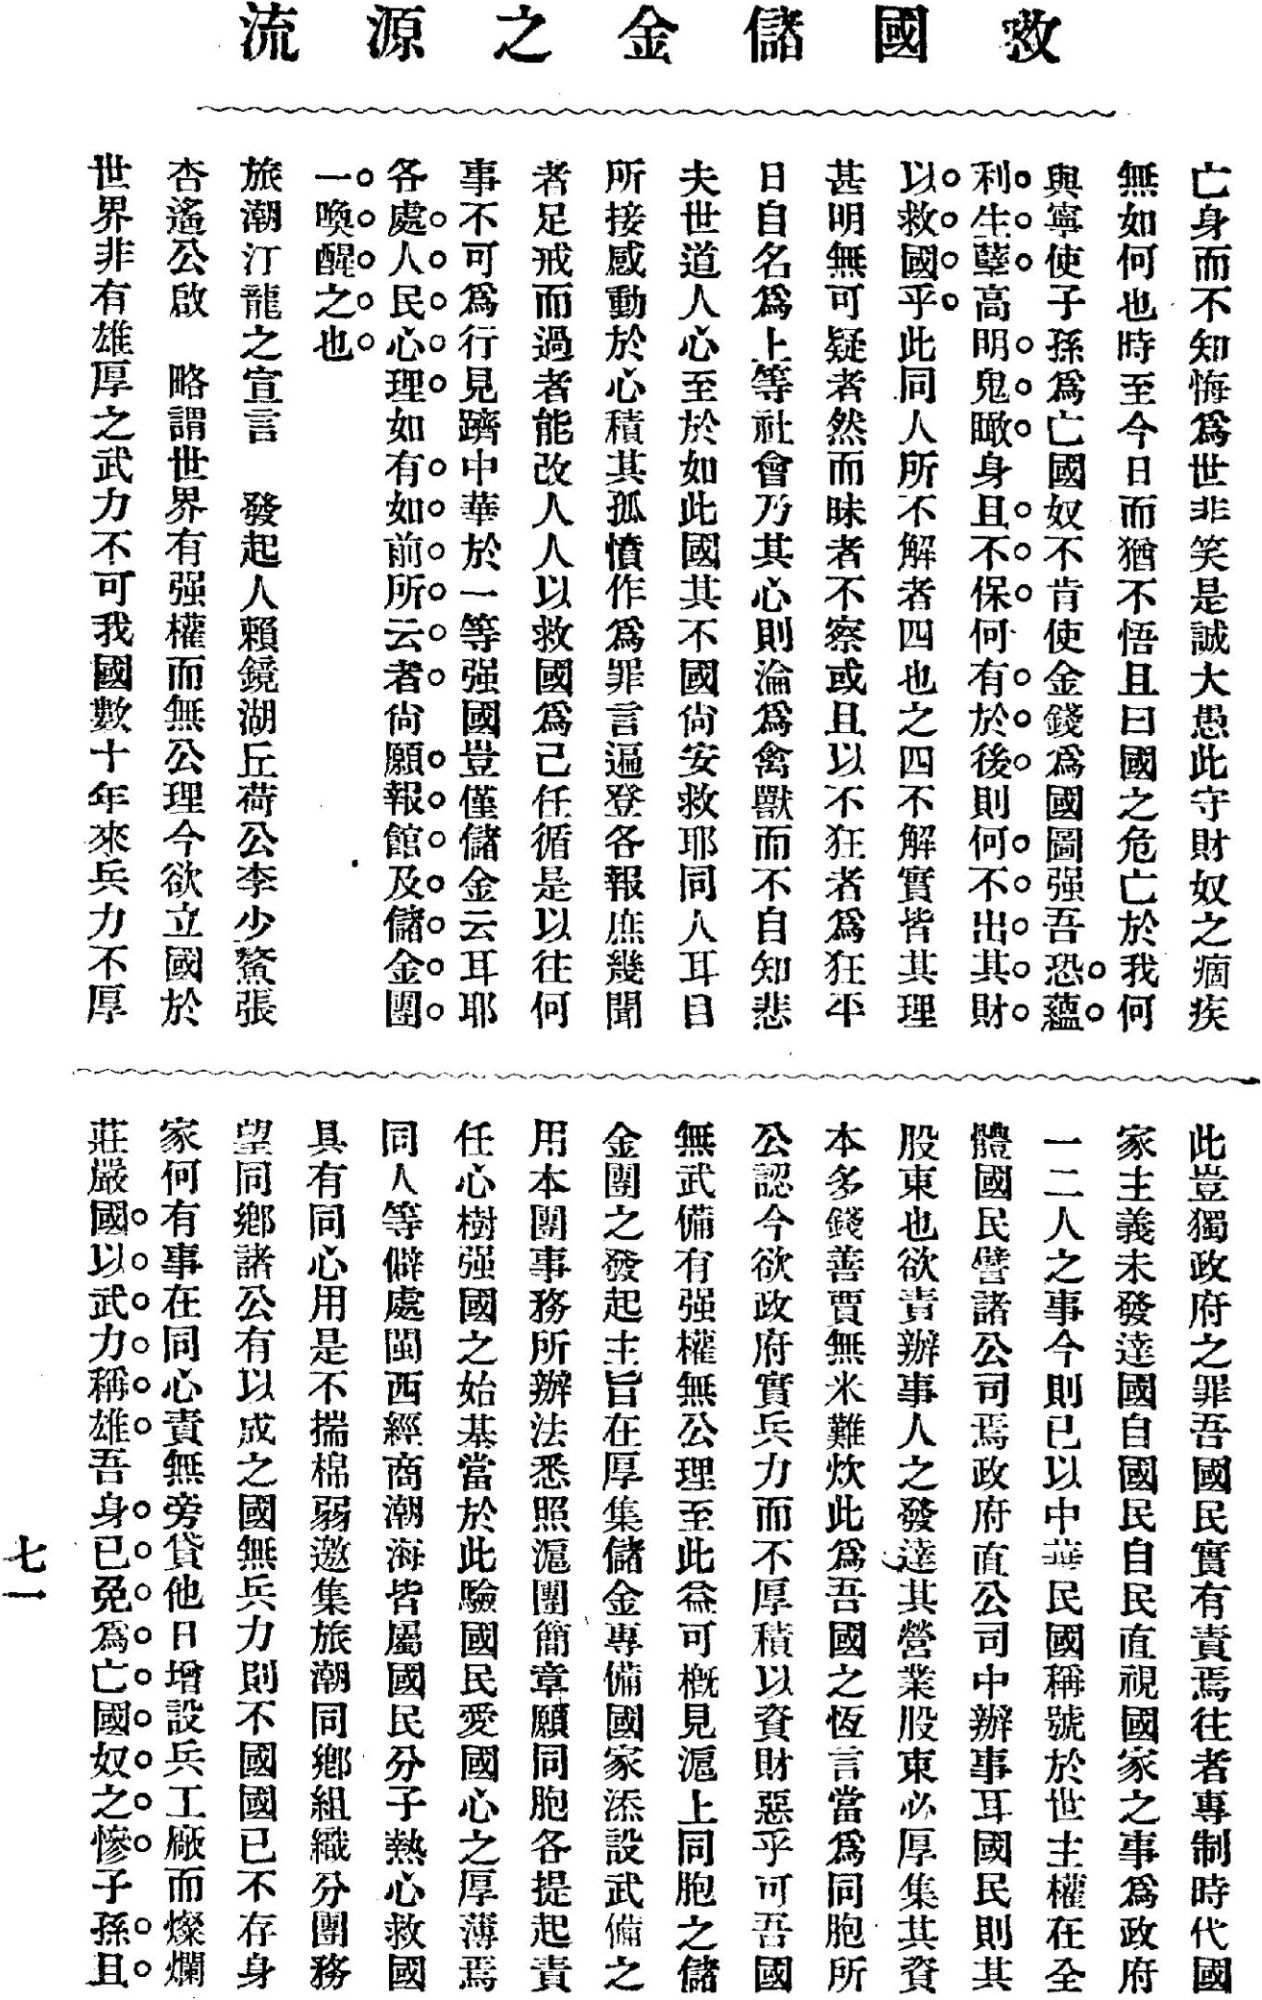 救國儲金之源流
亡身而不知悔爲世非笑是誠大愚此守財奴之痼疾
無如何也時至今日而猶不悟且曰國之危亡於我何
與寧使子孫爲亡國奴不肯使金錢爲國圖强吾恐蘊
利生孽高明鬼瞰身且不保何有於後則何不出其財
以救國乎此同人所不解者四也之四不解實皆其理
甚明無可疑者然而昧者不察或且以不狂者爲狂平
日自名爲上等社會乃其心則淪爲禽獸而不自知悲
夫世道人心至於如此國其不國尙安救耶同人耳目
所接感動於心積其孤憤作爲罪言遍登各報庶幾聞
者足戒而過者能改人人以救國爲己任循是以往何
事不可爲行見躋中華於一等强國豈僅儲金云耳耶
各處人民心理如有如前所云者尙願報館及儲金團
一喚醒之也
旅潮汀龍之宣言 發起人賴鏡湖丘荷公李少鰲張
杏遙公啟 略謂世界有强權而無公理今欲立國於
世界非有雄厚之武力不可我國數十年來兵力不厚
此豈獨政府之罪吾國民實有責焉往者專制時代國
家主義未發達國自國民自民直視國家之事爲政府
一二人之事今則已以中華民國稱號於世主權在全
體國民譬諸公司焉政府直公司中辦事耳國民則其
股東也欲責辦事人之發達其營業股東必厚集其資
本多錢善賈無米難炊此爲吾國之恆言當爲同胞所
公認今欲政府實兵力而不厚積以資財惡乎可吾國
無武備有强權無公理至此益可槪見滬上同胞之儲
金團之發起主旨在厚集儲金專備國家添設武備之
用本團事務所辦法悉照滬團簡章願同胞各提起責
任心樹强國之始基當於此驗國民愛國心之厚薄焉
同人等僻處閩西經商潮海皆屬國民分子熱心救國
具有同心用是不揣棉弱邀集旅潮同鄕組織分團務
望同鄕諸公有以成之國無兵力則不國國已不存身
家何有事在同心責無旁貸他日增設兵工廠而燦爛
莊嚴國以武力稱雄吾身已免爲亡國奴之慘子孫且
七一